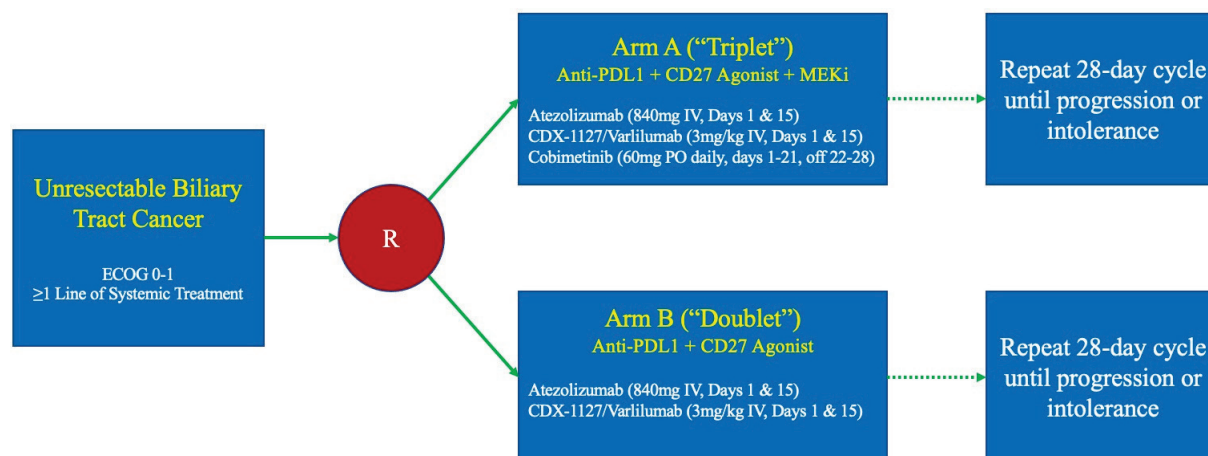 Unresectable Biliary
Tract Cancer
ECOG 0-1
≥1 Line of Systemic Treatment
R
Arm A (“Triplet”)
Anti-PDL1 + CD27 Agonist + MEKi
Atezolizumab (840mg IV, Days 1 & 15)
CDX-1127/Varlilumab (3mg/kg IV, Days 1 & 15)
Cobimetinib (60mg PO daily, days 1-21, off 22-28)
Repeat 28-day cycle
until progression or
intolerance
Arm B (“Doublet”)
Anti-PDL1 + CD27 Agonist
Atezolizumab (840mg IV, Days 1 & 15)
CDX-1127/Varlilumab (3mg/kg IV, Days 1 & 15)
Repeat 28-day cycle
until progression or
intolerance